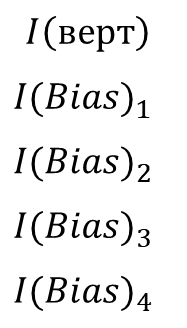 I(верт)
I(Bias)₁
I(Bias)₂
I(Bias)₃
I(Bias)₄